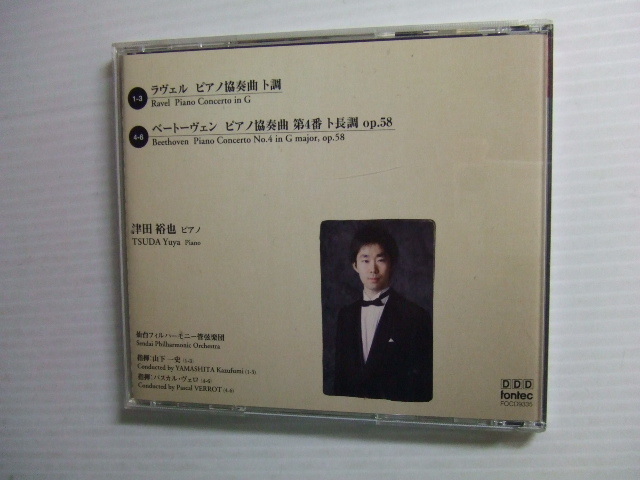 1-3 ラヴェル ピアノ協奏曲 ト調
Ravel Piano Concerto in G
4-6 ベートーヴェン ピアノ協奏曲 第4番 ト長調 op.58
Beethoven Piano Concerto No.4 in G major, op.58
津田 裕也 ピアノ
TSUDA Yuya Piano
仙台フィルハーモニー管弦楽団
Sendai Philharmonic Orchestra
指揮:山下 一史 (1-3)
Conducted by YAMASHITA Kazufumi (1-3)
指揮:パスカル・ヴェロ (4-6)
Conducted by Pascal VERROT (4-6)
DDD
fontec
FOCD9335